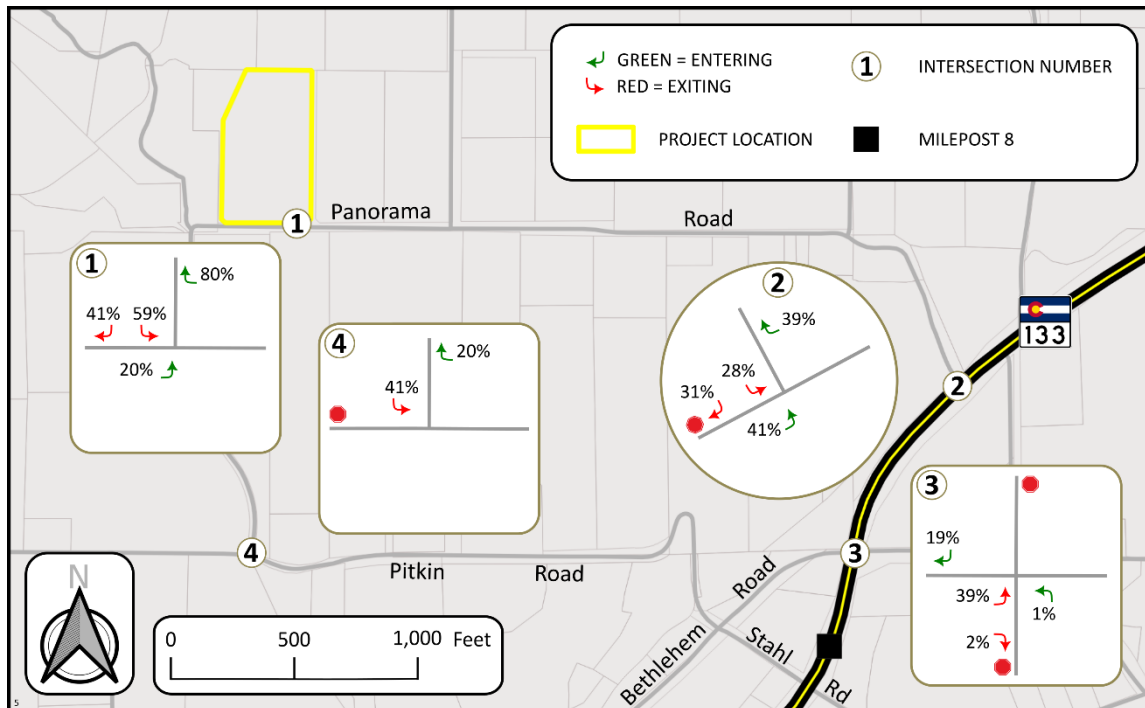 GREEN = ENTERING
RED = EXITING
1 INTERSECTION NUMBER
PROJECT LOCATION
MILEPOST 8
1
Panorama Road
1
80%
41% 59%
20%
4
20%
41%
2
39%
28%
31%
41%
133
2
3
19%
39%
1%
2%
4
Pitkin Road
3
Bethlehem Road
Stahl Rd
N
0 500 1,000 Feet
5